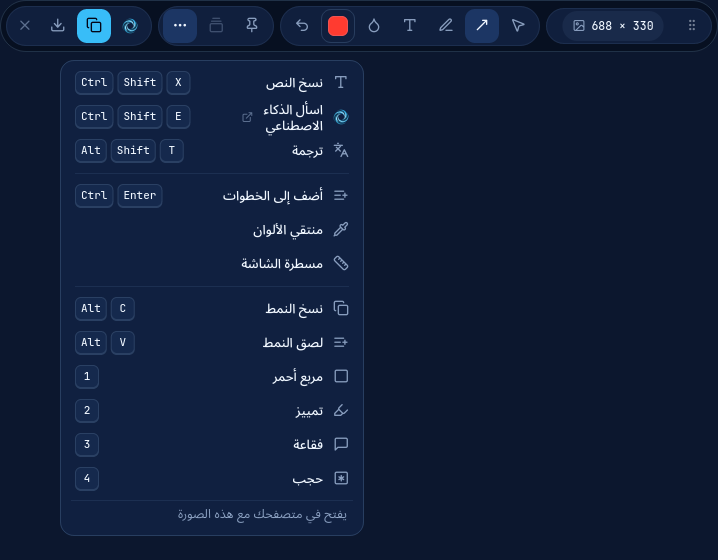 688 × 330
نسخ النص Ctrl Shift X
اسأل الذكاء
الاصطناعي Ctrl Shift E
ترجمة Alt Shift T
أضف إلى الخطوات Ctrl Enter
منتقي الألوان
مسطرة الشاشة
نسخ النمط Alt C
لصق النمط Alt V
مربع أحمر 1
تمييز 2
فقاعة 3
حجب 4
يفتح في متصفحك مع هذه الصورة